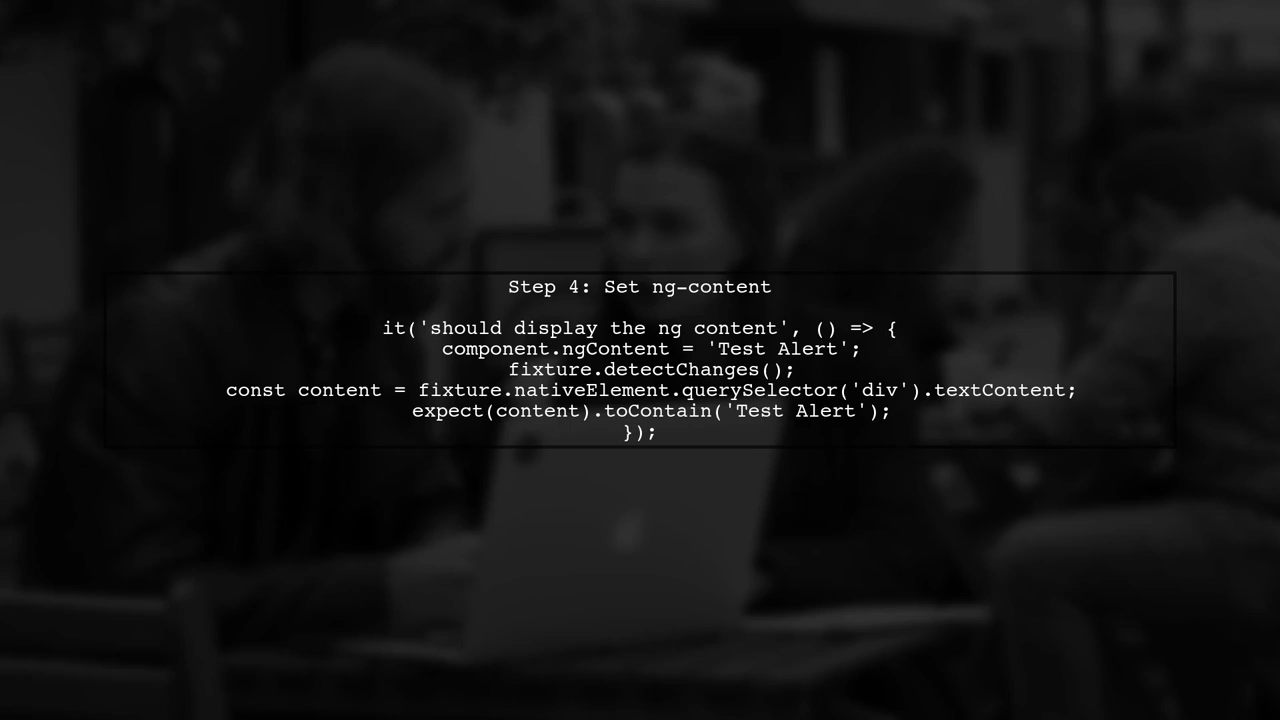 Step 4: Set ng-content
it('should display the ng content', () => {
component.ngContent = 'Test Alert';
fixture.detectChanges();
const content = fixture.nativeElement.querySelector('div').textContent;
expect(content).toContain('Test Alert');
});